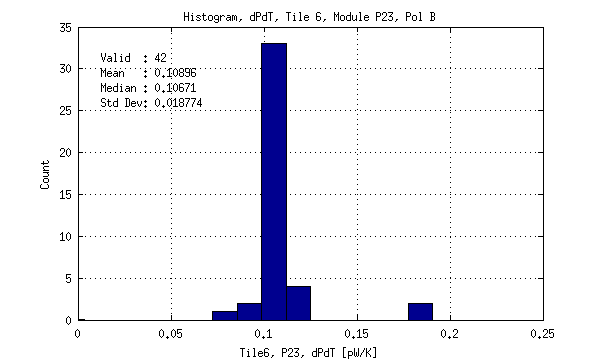 Histogram, dPdT, Tile 6, Module P23, Pol B
35
30
25
20
15
10
5
0
Count
Valid : 42
Mean : 0.10896
Median : 0.10671
Std Dev: 0.018774
0 0.05 0.1 0.15 0.2 0.25
Tile6, P23, dPdT [pW/K]